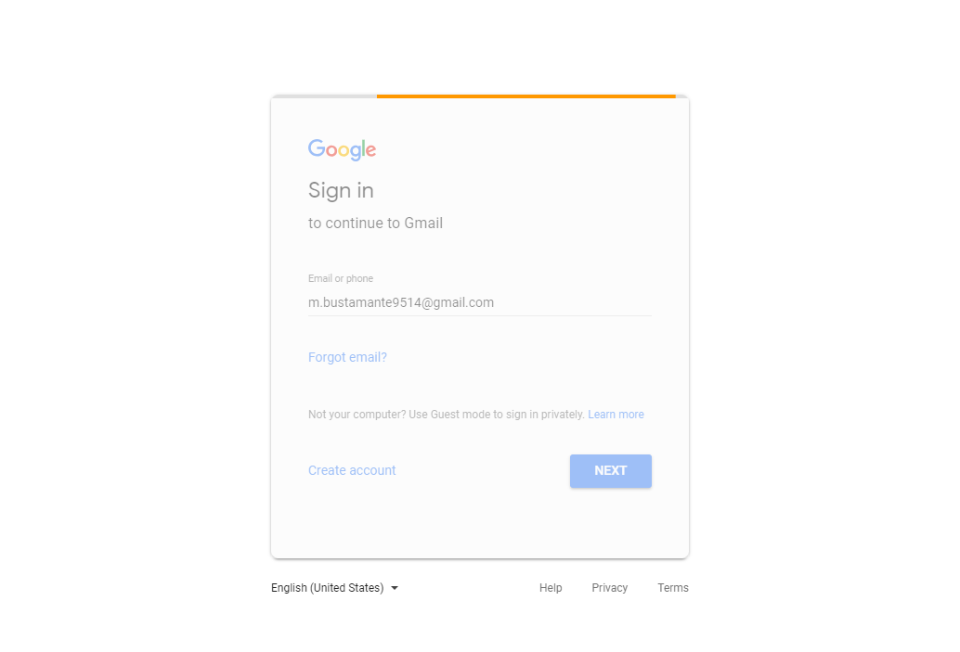 Google
Sign in
to continue to Gmail
Email or phone
m.bustamante9514@gmail.com
Forgot email?
Not your computer? Use Guest mode to sign in privately. Learn more
Create account
NEXT
English (United States)
Help
Privacy
Terms